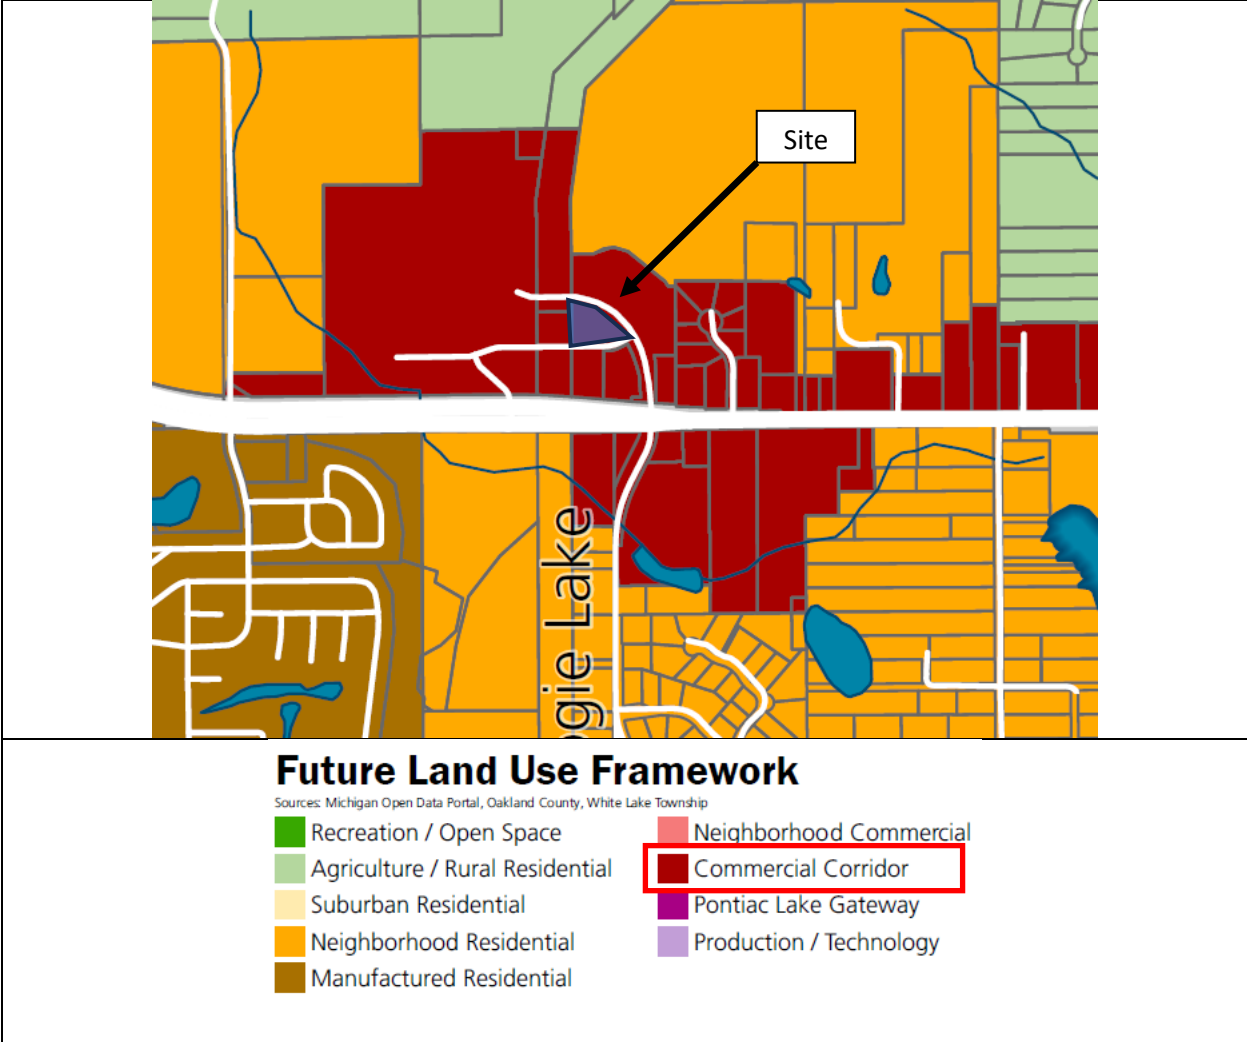 Site
ogie Lake
Future Land Use Framework
Sources: Michigan Open Data Portal, Oakland County, White Lake Township
Recreation / Open Space
Agriculture / Rural Residential
Suburban Residential
Neighborhood Residential
Manufactured Residential
Neighborhood Commercial
Commercial Corridor
Pontiac Lake Gateway
Production / Technology